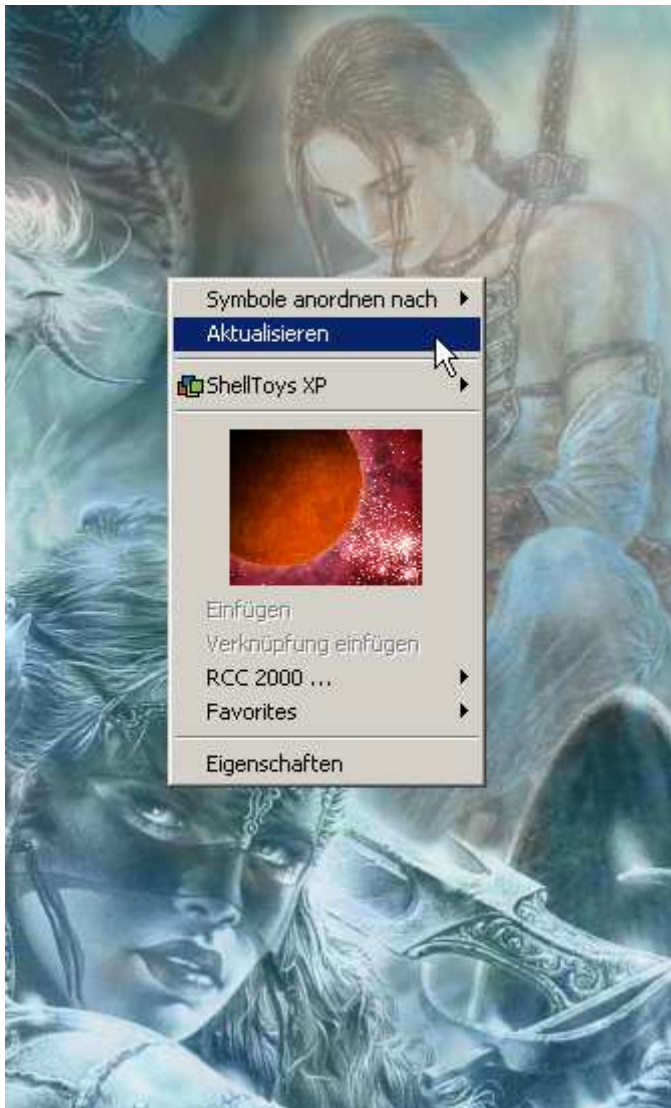 Symbole anordnen nach
Aktualisieren
ShellToys XP
Einfügen
Verknüpfung einfügen
RCC 2000 ...
Favorites
Eigenschaften